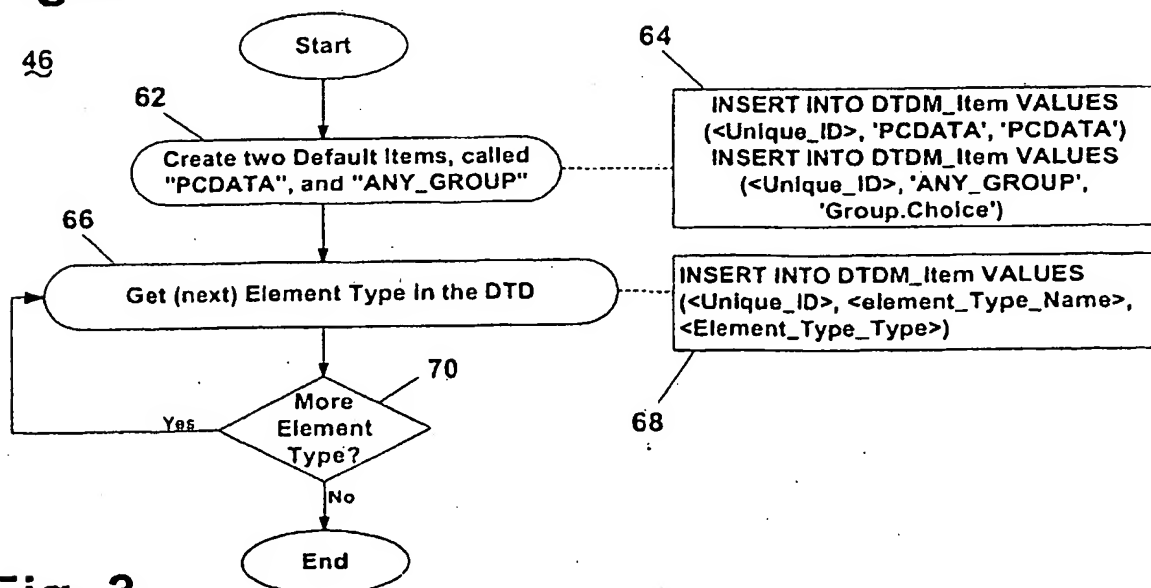 Start
46
64
62
INSERT INTO DTDM_Item VALUES
(<Unique_ID>, 'PCDATA', 'PCDATA')
INSERT INTO DTDM_Item VALUES
(<Unique_ID>, 'ANY_GROUP',
'Group.Choice')
Create two Default Items, called
"PCDATA", and "ANY_GROUP"
66
Get (next) Element Type in the DTD
INSERT INTO DTDM_Item VALUES
(<Unique_ID>, <element_Type_Name>,
<Element_Type_Type>)
70
68
More
Element
Type?
Yes
No
End